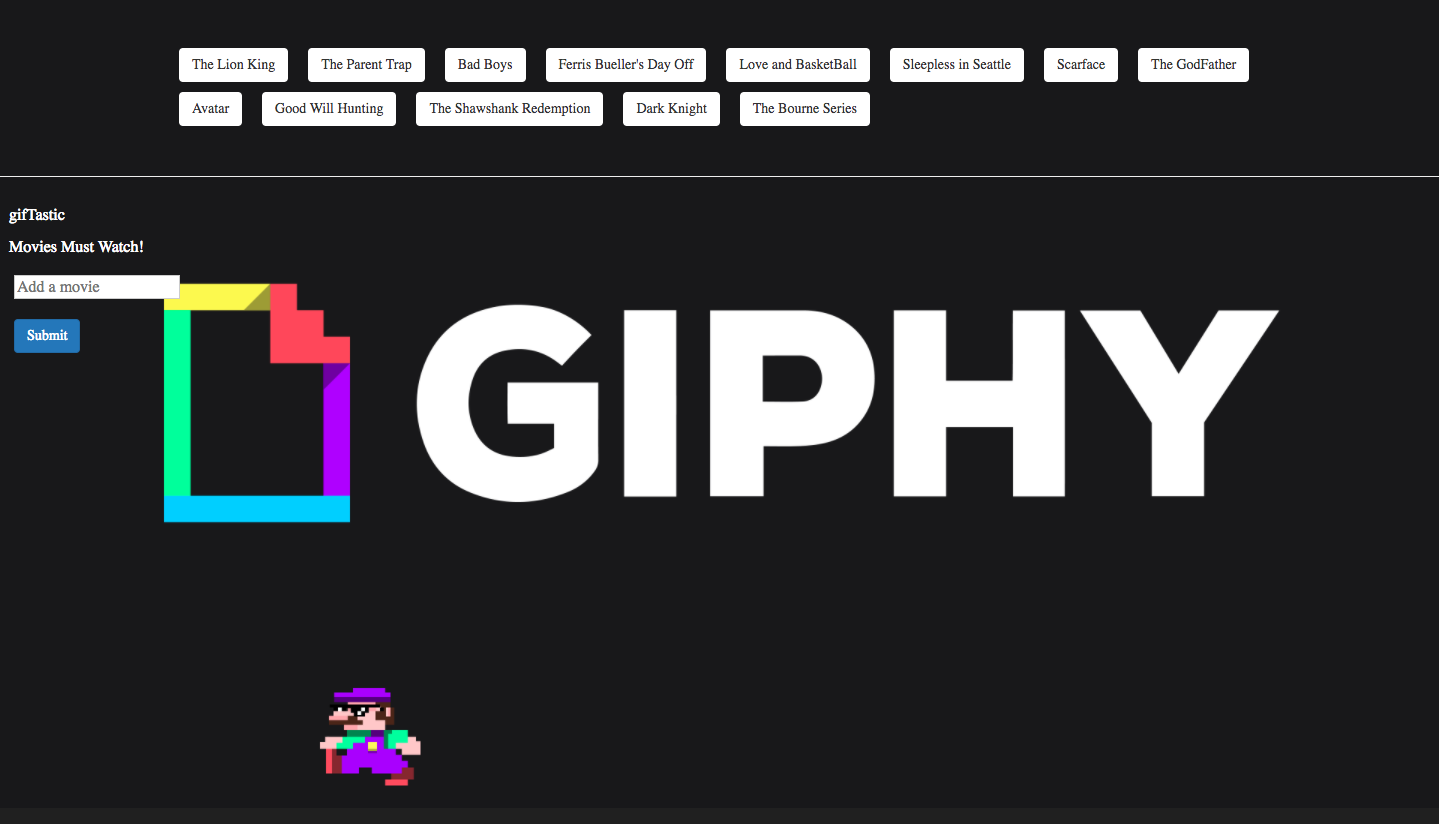 The Lion King The Parent Trap Bad Boys Ferris Bueller's Day Off Love and BasketBall Sleepless in Seattle Scarface The GodFather
Avatar Good Will Hunting The Shawshank Redemption Dark Knight The Bourne Series
gifTastic
Movies Must Watch!
Add a movie
Submit
GIPHY